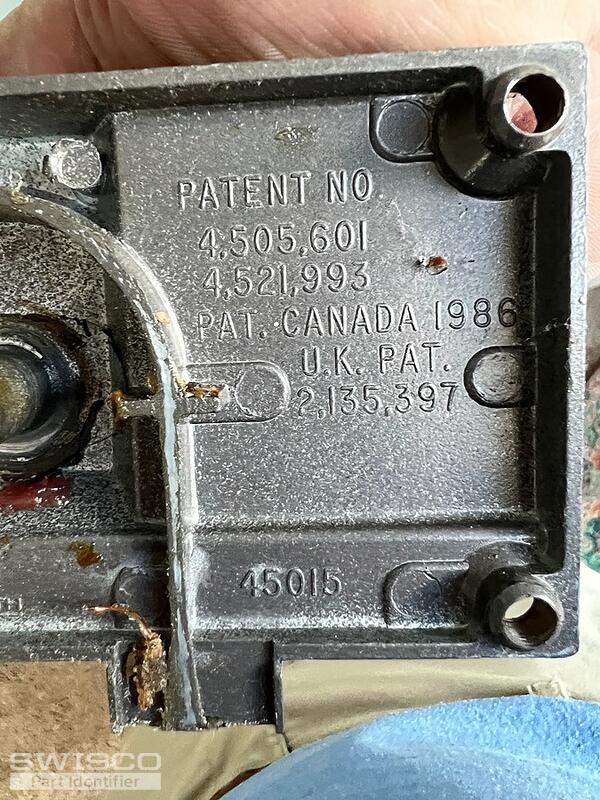 PATENT NO.
4,505,601
4,521,993
PAT. CANADA 1986
U.K. PAT.
2,135,397
45015
SWISCO
Part Identifier